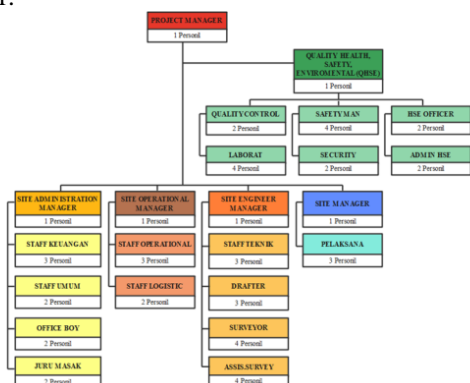 1.
PROJECT MANAGER
1 Personil
QUALITY HEALTH,
SAFETY,
ENVIROMENTAL (QHSE)
1 Personil
QUALITY CONTROL
2 Personil
SAFETY MAN
4 Personil
HSE OFFICER
2 Personil
LABORAT
4 Personil
SECURITY
2 Personil
ADMIN HSE
2 Personil
SITE ADMINISTRATION
MANAGER
1 Personil
SITE OPERATIONAL
MANAGER
1 Personil
SITE ENGINEER
MANAGER
1 Personil
SITE MANAGER
1 Personil
STAFF KEUANGAN
3 Personil
STAFF OPERATIONAL
3 Personil
STAFF TEKNIK
3 Personil
PELAKSANA
3 Personil
STAFF UMUM
2 Personil
STAFF LOGISTIC
2 Personil
DRAFTER
3 Personil
OFFICE BOY
2 Personil
SURVEYOR
4 Personil
JURU MASAK
2 Personil
ASSIS.SURVEY
4 Personil